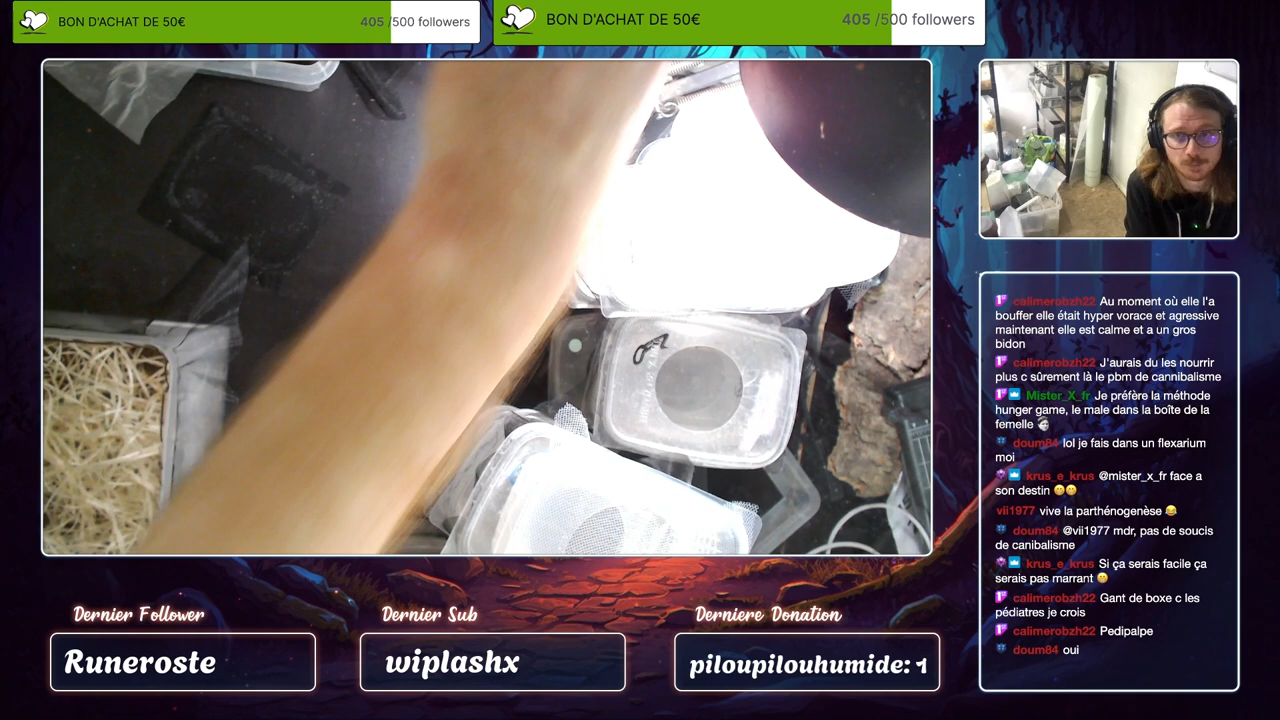 BON D'ACHAT DE 50€ 405 /500 followers
BON D'ACHAT DE 50€ 405 /500 followers
calimerobzh22 Au moment où elle l'a
bouffer elle était hyper vorace et agressive
maintenant elle est calme et a un gros
bidon
calimerobzh22 J'aurais du les nourrir
plus c sûrement là le pbm de cannibalisme
Mister_X_fr Je préfère la méthode
hunger game, le male dans la boîte de la
femelle
doum84 lol je fais dans un flexarium
moi
krus_e_krus @mister_x_fr face a
son destin
vii1977 vive la parthénogenèse
doum84 @vii1977 mdr, pas de soucis
de canibalisme
krus_e_krus Si ça serais facile ça
serais pas marrant
calimerobzh22 Gant de boxe c les
pédiatres je crois
calimerobzh22 Pedipalpe
doum84 oui
Dernier Follower
Runeroste
Dernier Sub
wiplashx
Derniere Donation
piloupilouhumide: 1